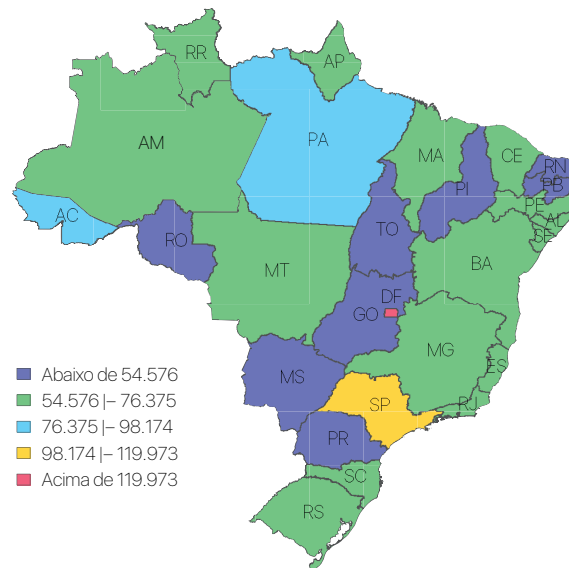 RR
AP
AM
PA
MA
CE
RN
PB
PI
PE
AL
SE
AC
RO
TO
MT
BA
DF
GO
MG
ES
MS
SP
RJ
PR
SC
RS
Abaixo de 54.576
54.576 |– 76.375
76.375 |– 98.174
98.174 |– 119.973
Acima de 119.973